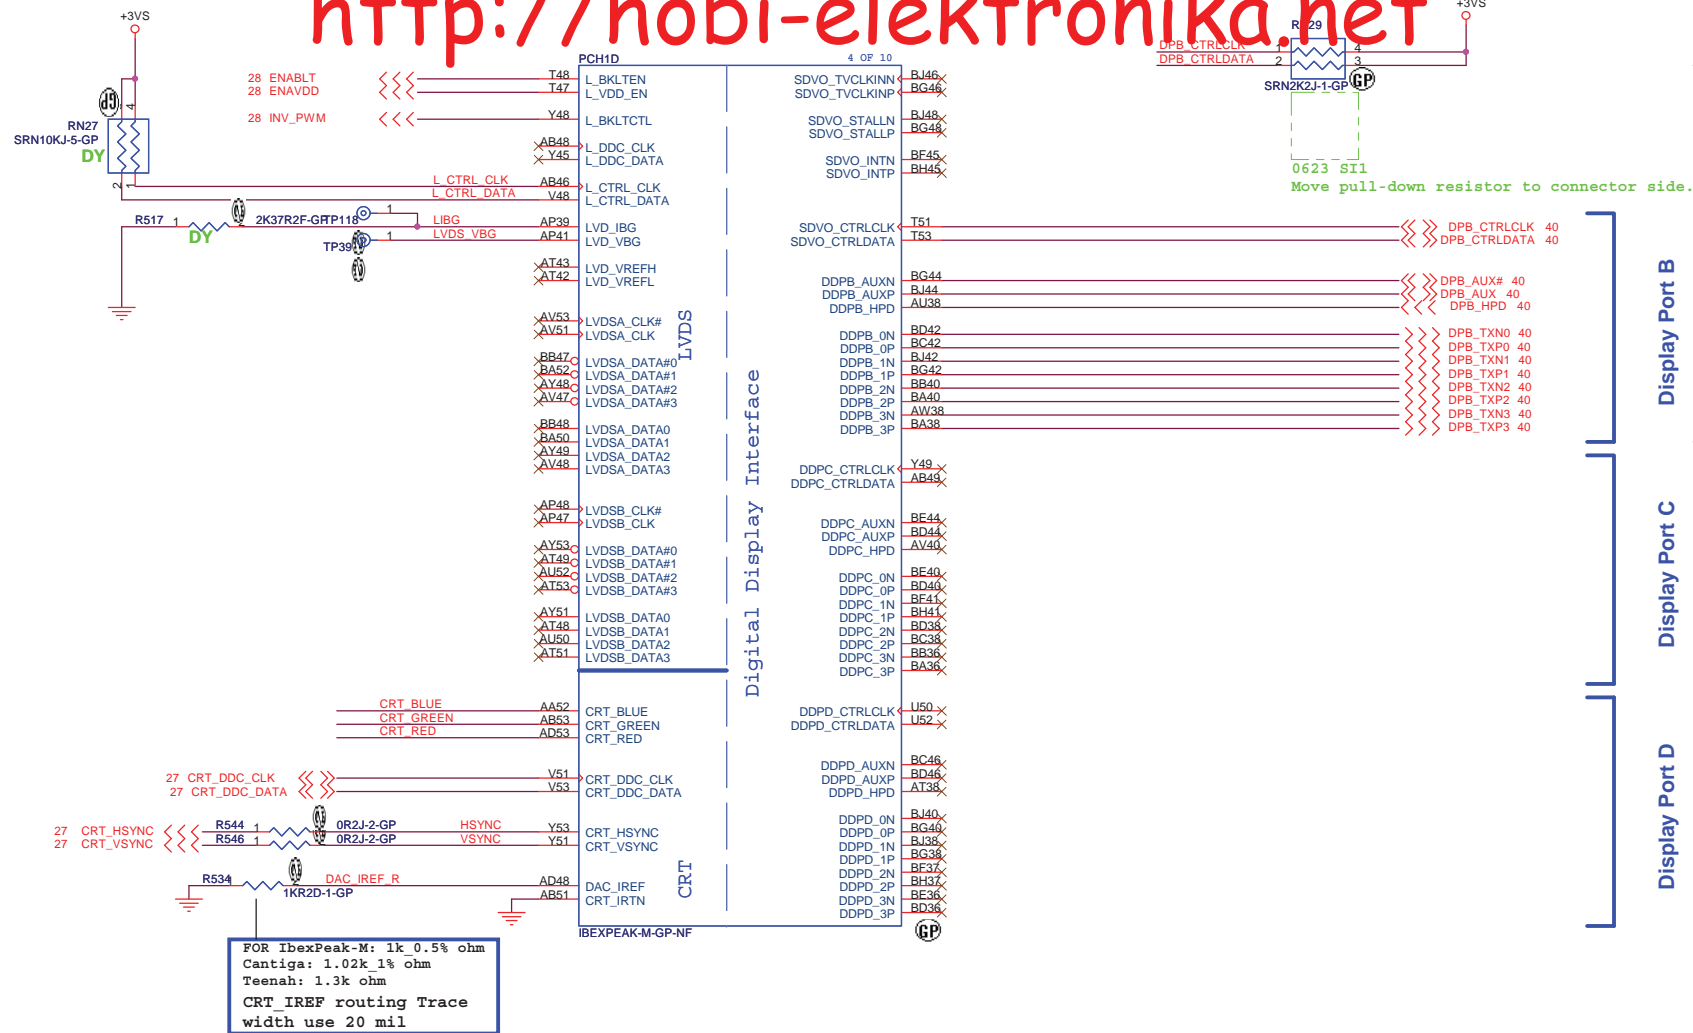 http://hobi-elektronika.net
+3VS
RN27
SRN10KJ-5-GP
DY
4
2
1
28 ENABLT
28 ENAVDD
28 INV_PWM
L_CTRL_CLK
L_CTRL_DATA
R517
1
2K37R2F-GP
DY
TP118
1
LIBG
TP39
1
LVDS_VBG
PCH1D
4 OF 10
T48 L_BKLTEN
T47 L_VDD_EN
Y48 L_BKLTCTL
AB48 L_DDC_CLK
Y45 L_DDC_DATA
AB46 L_CTRL_CLK
V48 L_CTRL_DATA
AP39 LVD_IBG
AP41 LVD_VBG
AT43 LVD_VREFH
AT42 LVD_VREFL
AV53 LVDSA_CLK#
AV51 LVDSA_CLK
BB47 LVDSA_DATA#0
BA52 LVDSA_DATA#1
AY48 LVDSA_DATA#2
AV47 LVDSA_DATA#3
BB48 LVDSA_DATA0
BA50 LVDSA_DATA1
AY49 LVDSA_DATA2
AV48 LVDSA_DATA3
AP48 LVDSB_CLK#
AP47 LVDSB_CLK
AY53 LVDSB_DATA#0
AT49 LVDSB_DATA#1
AU52 LVDSB_DATA#2
AT53 LVDSB_DATA#3
AY51 LVDSB_DATA0
AT48 LVDSB_DATA1
AU50 LVDSB_DATA2
AT51 LVDSB_DATA3
LVDS
Digital Display Interface
CRT_BLUE AA52 CRT_BLUE
CRT_GREEN AB53 CRT_GREEN
CRT_RED AD53 CRT_RED
27 CRT_DDC_CLK V51 CRT_DDC_CLK
27 CRT_DDC_DATA V53 CRT_DDC_DATA
27 CRT_HSYNC R544 1 0R2J-2-GP HSYNC Y53 CRT_HSYNC
27 CRT_VSYNC R546 1 0R2J-2-GP VSYNC Y51 CRT_VSYNC
R534 1 1KR2D-1-GP DAC_IREF_R AD48 DAC_IREF
AB51 CRT_IRTN
CRT
IBEXPEAK-M-GP-NF
GP
FOR IbexPeak-M: 1k_0.5% ohm
Cantiga: 1.02k_1% ohm
Teenah: 1.3k ohm
CRT_IREF routing Trace
width use 20 mil
SDVO_TVCLKINN BJ46
SDVO_TVCLKINP BG46
SDVO_STALLN BJ48
SDVO_STALLP BG48
SDVO_INTN BF45
SDVO_INTP BH45
SDVO_CTRLCLK T51 DPB_CTRLCLK 40
SDVO_CTRLDATA T53 DPB_CTRLDATA 40
DDPB_AUXN BG44 DPB_AUX# 40
DDPB_AUXP BJ44 DPB_AUX 40
DDPB_HPD AU38 DPB_HPD 40
DDPB_0N BD42 DPB_TXN0 40
DDPB_0P BC42 DPB_TXP0 40
DDPB_1N BJ42 DPB_TXN1 40
DDPB_1P BG42 DPB_TXP1 40
DDPB_2N BB40 DPB_TXN2 40
DDPB_2P BA40 DPB_TXP2 40
DDPB_3N AW38 DPB_TXN3 40
DDPB_3P BA38 DPB_TXP3 40
DDPC_CTRLCLK Y49
DDPC_CTRLDATA AB49
DDPC_AUXN BE44
DDPC_AUXP BD44
DDPC_HPD AV40
DDPC_0N BE40
DDPC_0P BD40
DDPC_1N BF41
DDPC_1P BH41
DDPC_2N BD38
DDPC_2P BC38
DDPC_3N BB36
DDPC_3P BA36
DDPD_CTRLCLK U50
DDPD_CTRLDATA U52
DDPD_AUXN BC46
DDPD_AUXP BD46
DDPD_HPD AT38
DDPD_0N BJ40
DDPD_0P BG40
DDPD_1N BJ38
DDPD_1P BG38
DDPD_2N BF37
DDPD_2P BH37
DDPD_3N BE36
DDPD_3P BD36
DPB_CTRLCLK 1 4
DPB_CTRLDATA 2 3
+3VS
SRN2K2J-1-GP
GP
0623 SI1
Move pull-down resistor to connector side.
Display Port B
Display Port C
Display Port D